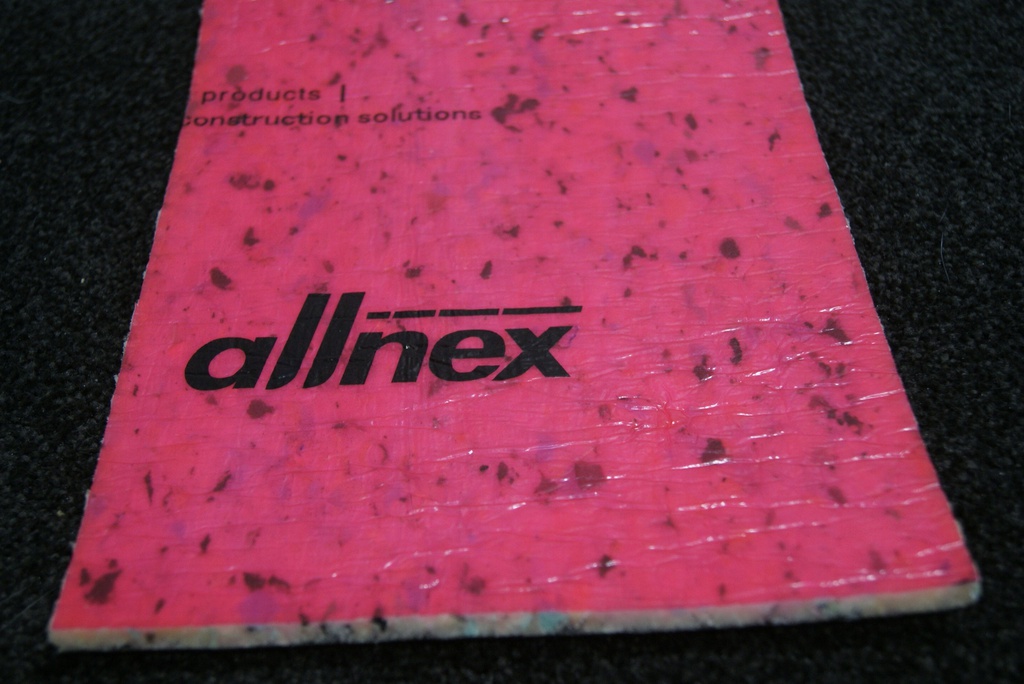 products |
construction solutions
allnex